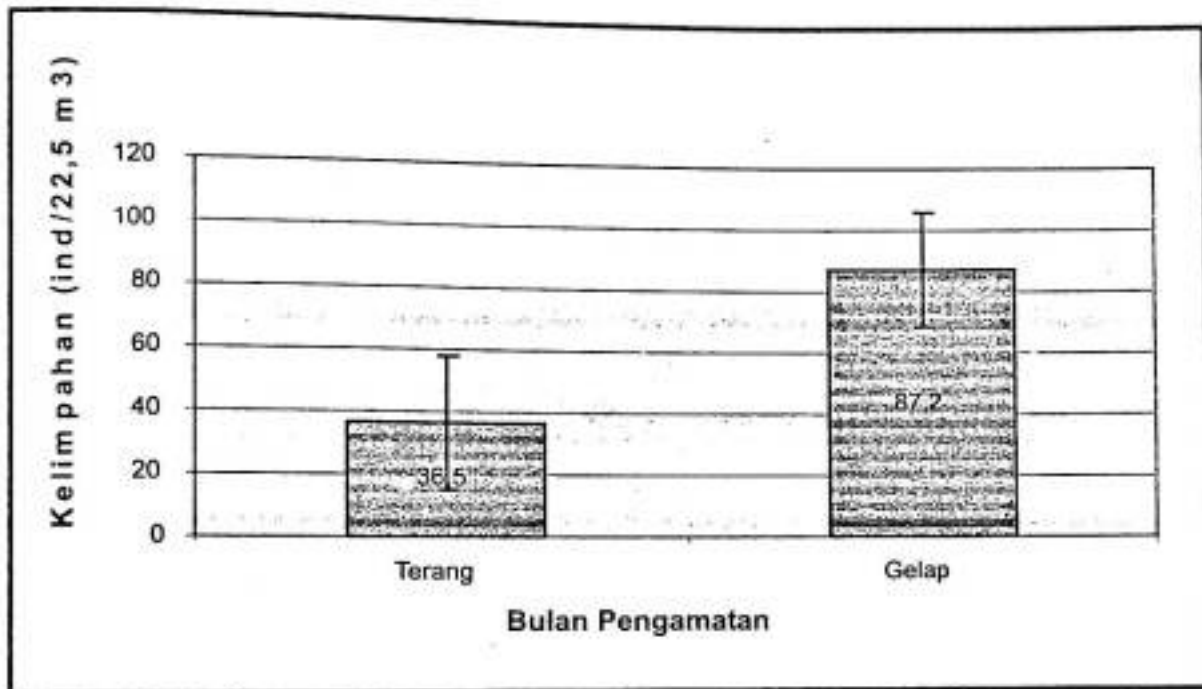 Kelimpahan (ind/22,5 m3)
120
100
80
60
40
20
0
36,5
87,2
Terang
Gelap
Bulan Pengamatan